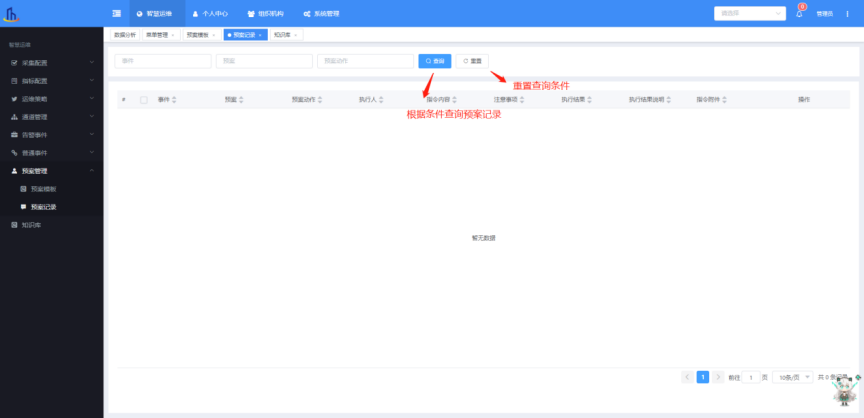 智慧运维 个人中心 组织机构 系统管理 请选择 0 管理员
智慧运维
数据分析 菜单管理 × 预案模板 × 预案记录 × 知识库 ×
采集配置
指标配置
运维策略
通道管理
告警事件
普通事件
预案管理
预案模板
预案记录
知识库
事件 预案 预案动作 查询 重置
重置查询条件
# 事件 预案 预案动作 执行人 指令内容 注意事项 执行结果 执行结果说明 指令附件 操作
根据条件查询预案记录
暂无数据
1 前往 1 页 10条/页 共 0 条记录